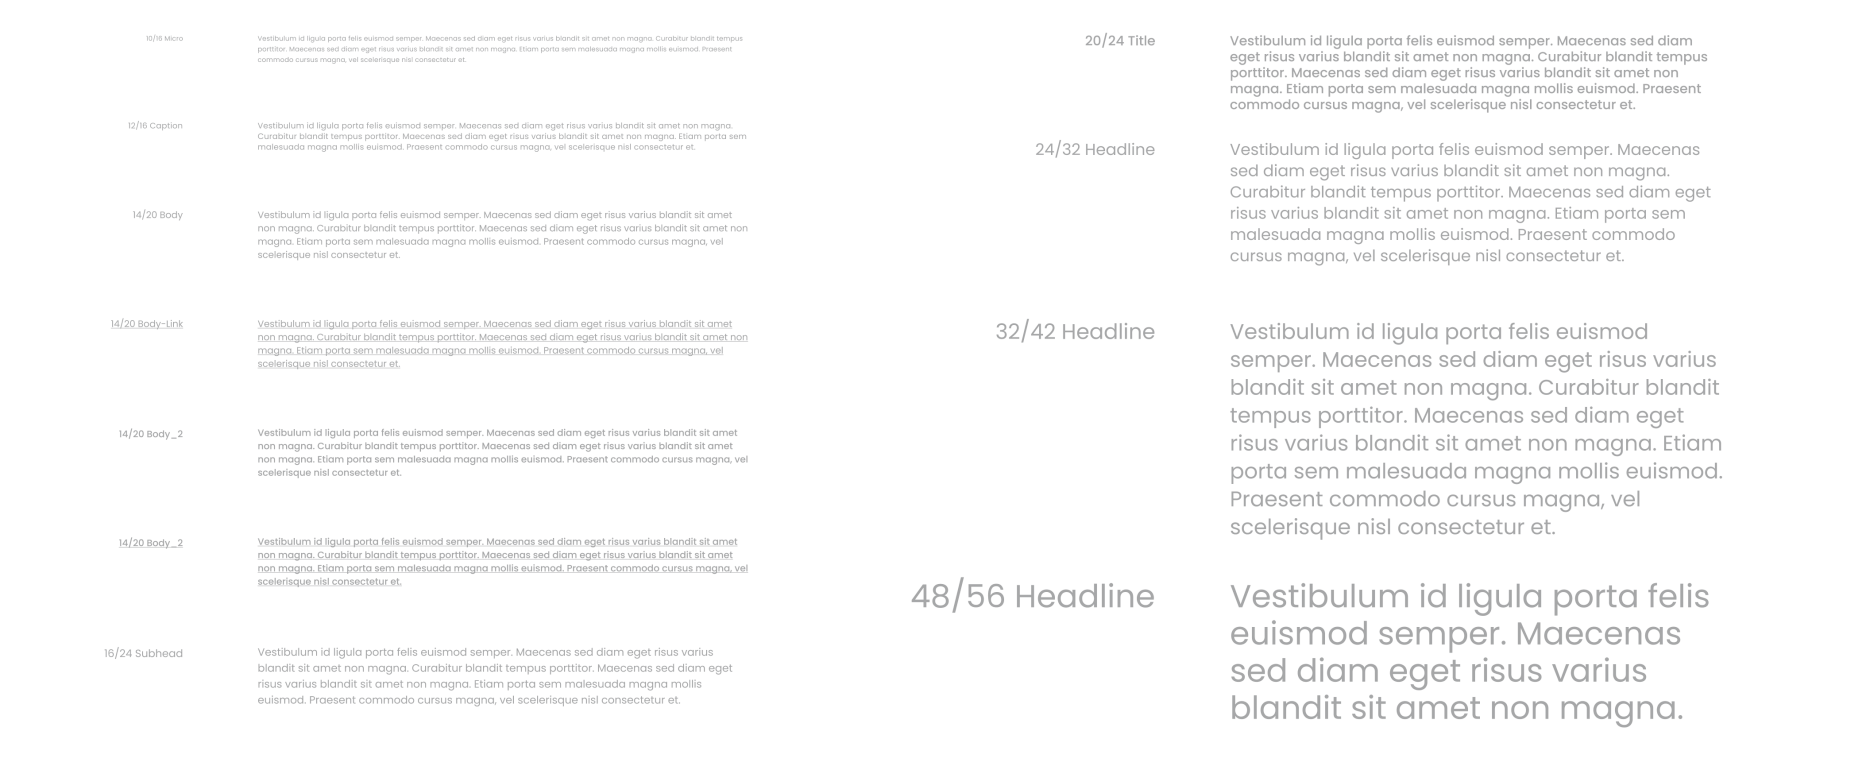 10/16 Micro
Vestibulum id ligula porta felis euismod semper. Maecenas sed diam eget risus varius blandit sit amet non magna. Curabitur blandit tempus
porttitor. Maecenas sed diam eget risus varius blandit sit amet non magna. Etiam porta sem malesuada magna mollis euismod. Praesent
commodo cursus magna, vel scelerisque nisl consectetur et.
12/16 Caption
Vestibulum id ligula porta felis euismod semper. Maecenas sed diam eget risus varius blandit sit amet non magna.
Curabitur blandit tempus porttitor. Maecenas sed diam eget risus varius blandit sit amet non magna. Etiam porta sem
malesuada magna mollis euismod. Praesent commodo cursus magna, vel scelerisque nisl consectetur et.
14/20 Body
Vestibulum id ligula porta felis euismod semper. Maecenas sed diam eget risus varius blandit sit amet
non magna. Curabitur blandit tempus porttitor. Maecenas sed diam eget risus varius blandit sit amet non
magna. Etiam porta sem malesuada magna mollis euismod. Praesent commodo cursus magna, vel
scelerisque nisl consectetur et.
14/20 Body-Link
Vestibulum id ligula porta felis euismod semper. Maecenas sed diam eget risus varius blandit sit amet
non magna. Curabitur blandit tempus porttitor. Maecenas sed diam eget risus varius blandit sit amet non
magna. Etiam porta sem malesuada magna mollis euismod. Praesent commodo cursus magna, vel
scelerisque nisl consectetur et.
14/20 Body_2
Vestibulum id ligula porta felis euismod semper. Maecenas sed diam eget risus varius blandit sit amet
non magna. Curabitur blandit tempus porttitor. Maecenas sed diam eget risus varius blandit sit amet
non magna. Etiam porta sem malesuada magna mollis euismod. Praesent commodo cursus magna, vel
scelerisque nisl consectetur et.
14/20 Body_2
Vestibulum id ligula porta felis euismod semper. Maecenas sed diam eget risus varius blandit sit amet
non magna. Curabitur blandit tempus porttitor. Maecenas sed diam eget risus varius blandit sit amet
non magna. Etiam porta sem malesuada magna mollis euismod. Praesent commodo cursus magna, vel
scelerisque nisl consectetur et.
16/24 Subhead
Vestibulum id ligula porta felis euismod semper. Maecenas sed diam eget risus varius
blandit sit amet non magna. Curabitur blandit tempus porttitor. Maecenas sed diam eget
risus varius blandit sit amet non magna. Etiam porta sem malesuada magna mollis
euismod. Praesent commodo cursus magna, vel scelerisque nisl consectetur et.
20/24 Title
Vestibulum id ligula porta felis euismod semper. Maecenas sed diam
eget risus varius blandit sit amet non magna. Curabitur blandit tempus
porttitor. Maecenas sed diam eget risus varius blandit sit amet non
magna. Etiam porta sem malesuada magna mollis euismod. Praesent
commodo cursus magna, vel scelerisque nisl consectetur et.
24/32 Headline
Vestibulum id ligula porta felis euismod semper. Maecenas
sed diam eget risus varius blandit sit amet non magna.
Curabitur blandit tempus porttitor. Maecenas sed diam eget
risus varius blandit sit amet non magna. Etiam porta sem
malesuada magna mollis euismod. Praesent commodo
cursus magna, vel scelerisque nisl consectetur et.
32/42 Headline
Vestibulum id ligula porta felis euismod
semper. Maecenas sed diam eget risus varius
blandit sit amet non magna. Curabitur blandit
tempus porttitor. Maecenas sed diam eget
risus varius blandit sit amet non magna. Etiam
porta sem malesuada magna mollis euismod.
Praesent commodo cursus magna, vel
scelerisque nisl consectetur et.
48/56 Headline
Vestibulum id ligula porta felis
euismod semper. Maecenas
sed diam eget risus varius
blandit sit amet non magna.